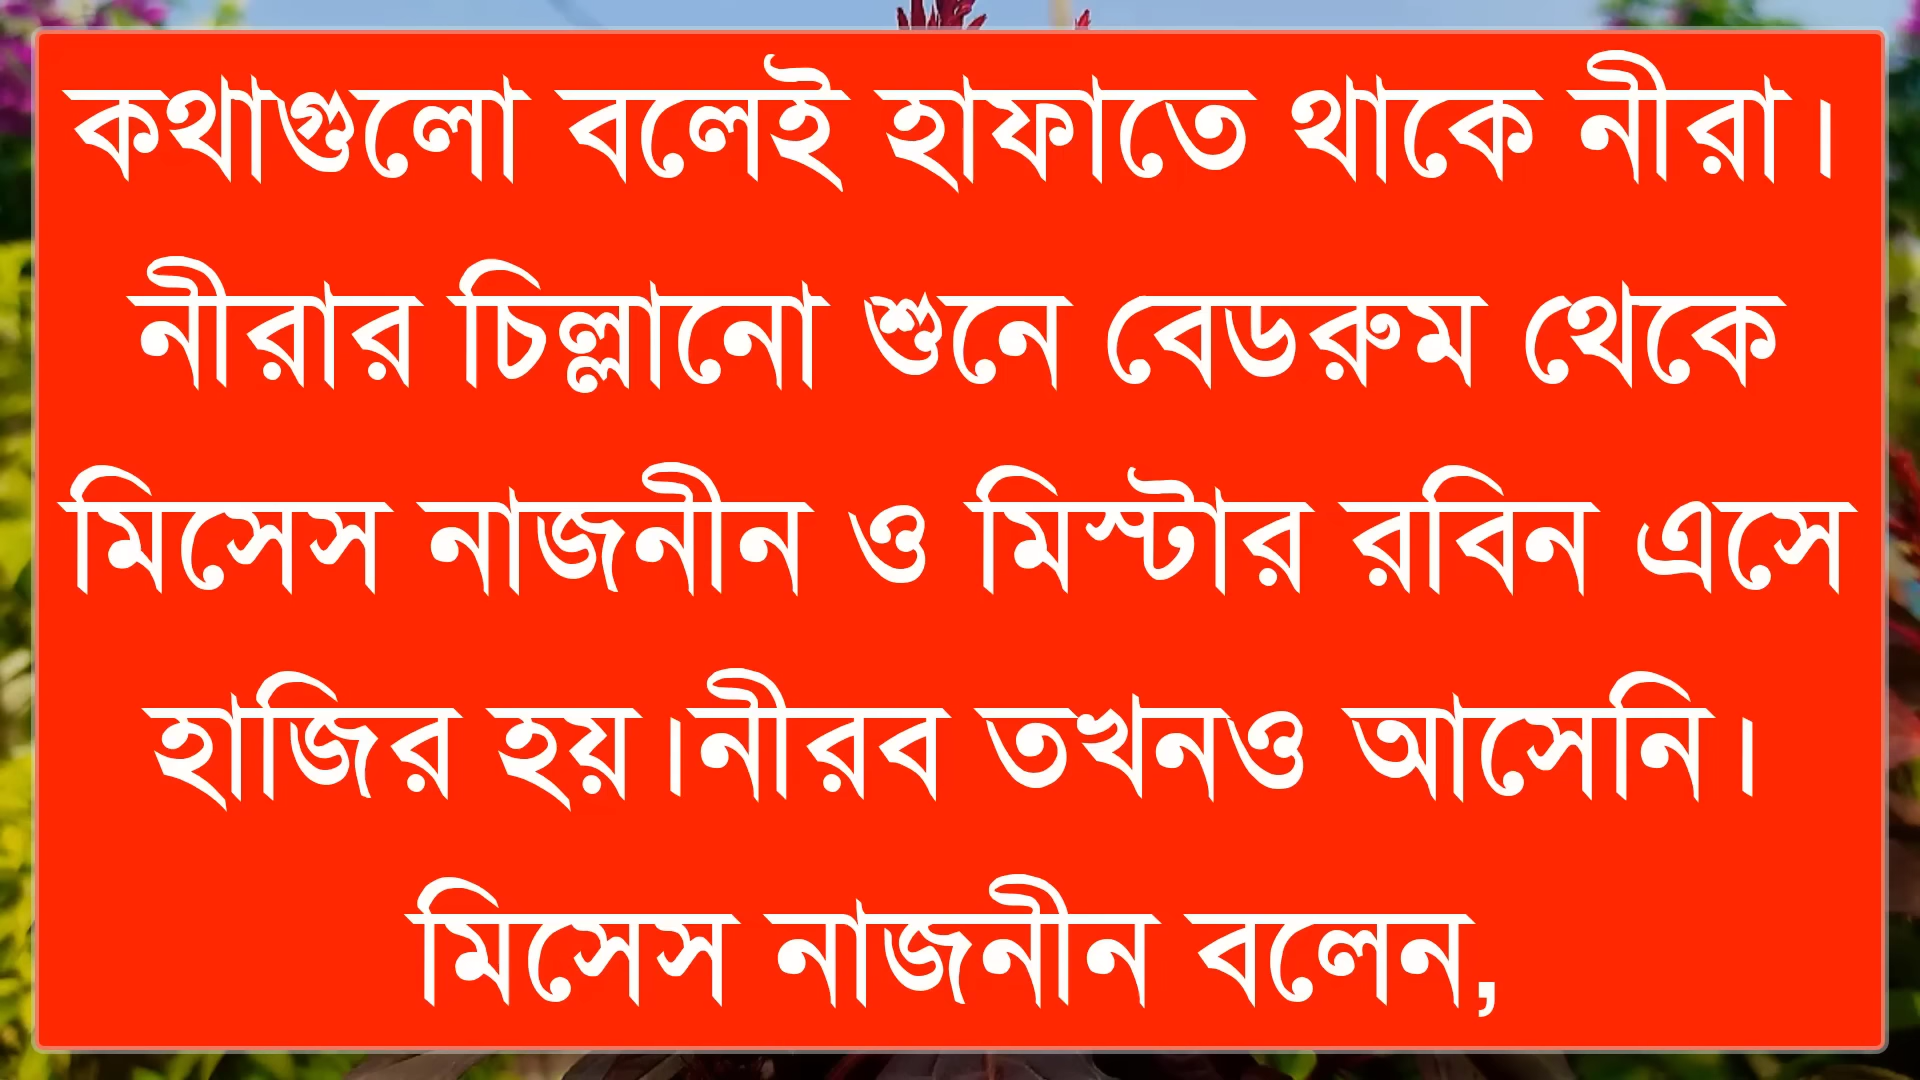 কথাগুলো বলেই হাফাতে থাকে নীরা।
নীরার চিল্লানো শুনে বেডরুম থেকে
মিসেস নাজনীন ও মিস্টার রবিন এসে
হাজির হয়।নীরব তখনও আসেনি।
মিসেস নাজনীন বলেন,